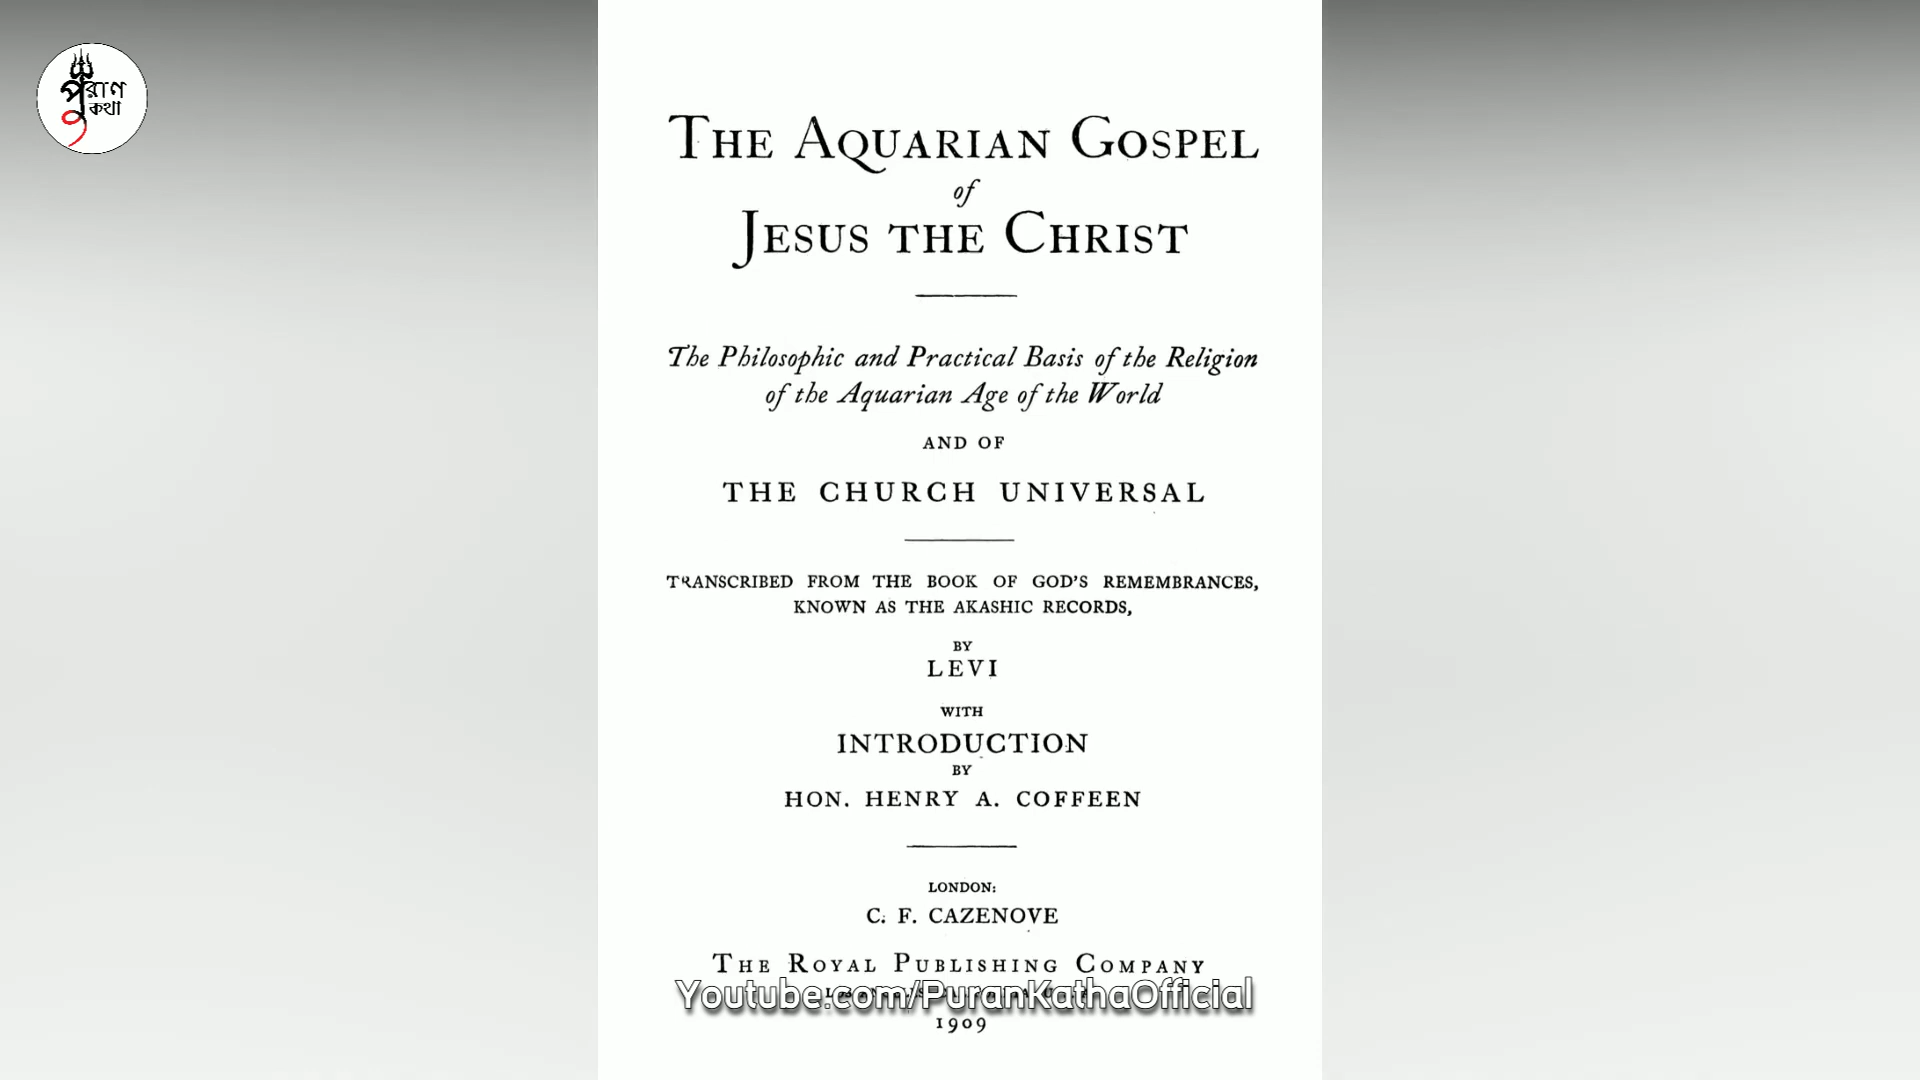 পুরাণ
কথা
THE AQUARIAN GOSPEL
of
JESUS THE CHRIST
The Philosophic and Practical Basis of the Religion
of the Aquarian Age of the World
AND OF
THE CHURCH UNIVERSAL
TRANSCRIBED FROM THE BOOK OF GOD'S REMEMBRANCES,
KNOWN AS THE AKASHIC RECORDS,
BY
LEVI
WITH
INTRODUCTION
BY
HON. HENRY A. COFFEEN
LONDON:
C. F. CAZENOVE
THE ROYAL PUBLISHING COMPANY
Youtube.com/PuranKathaOfficial
1909